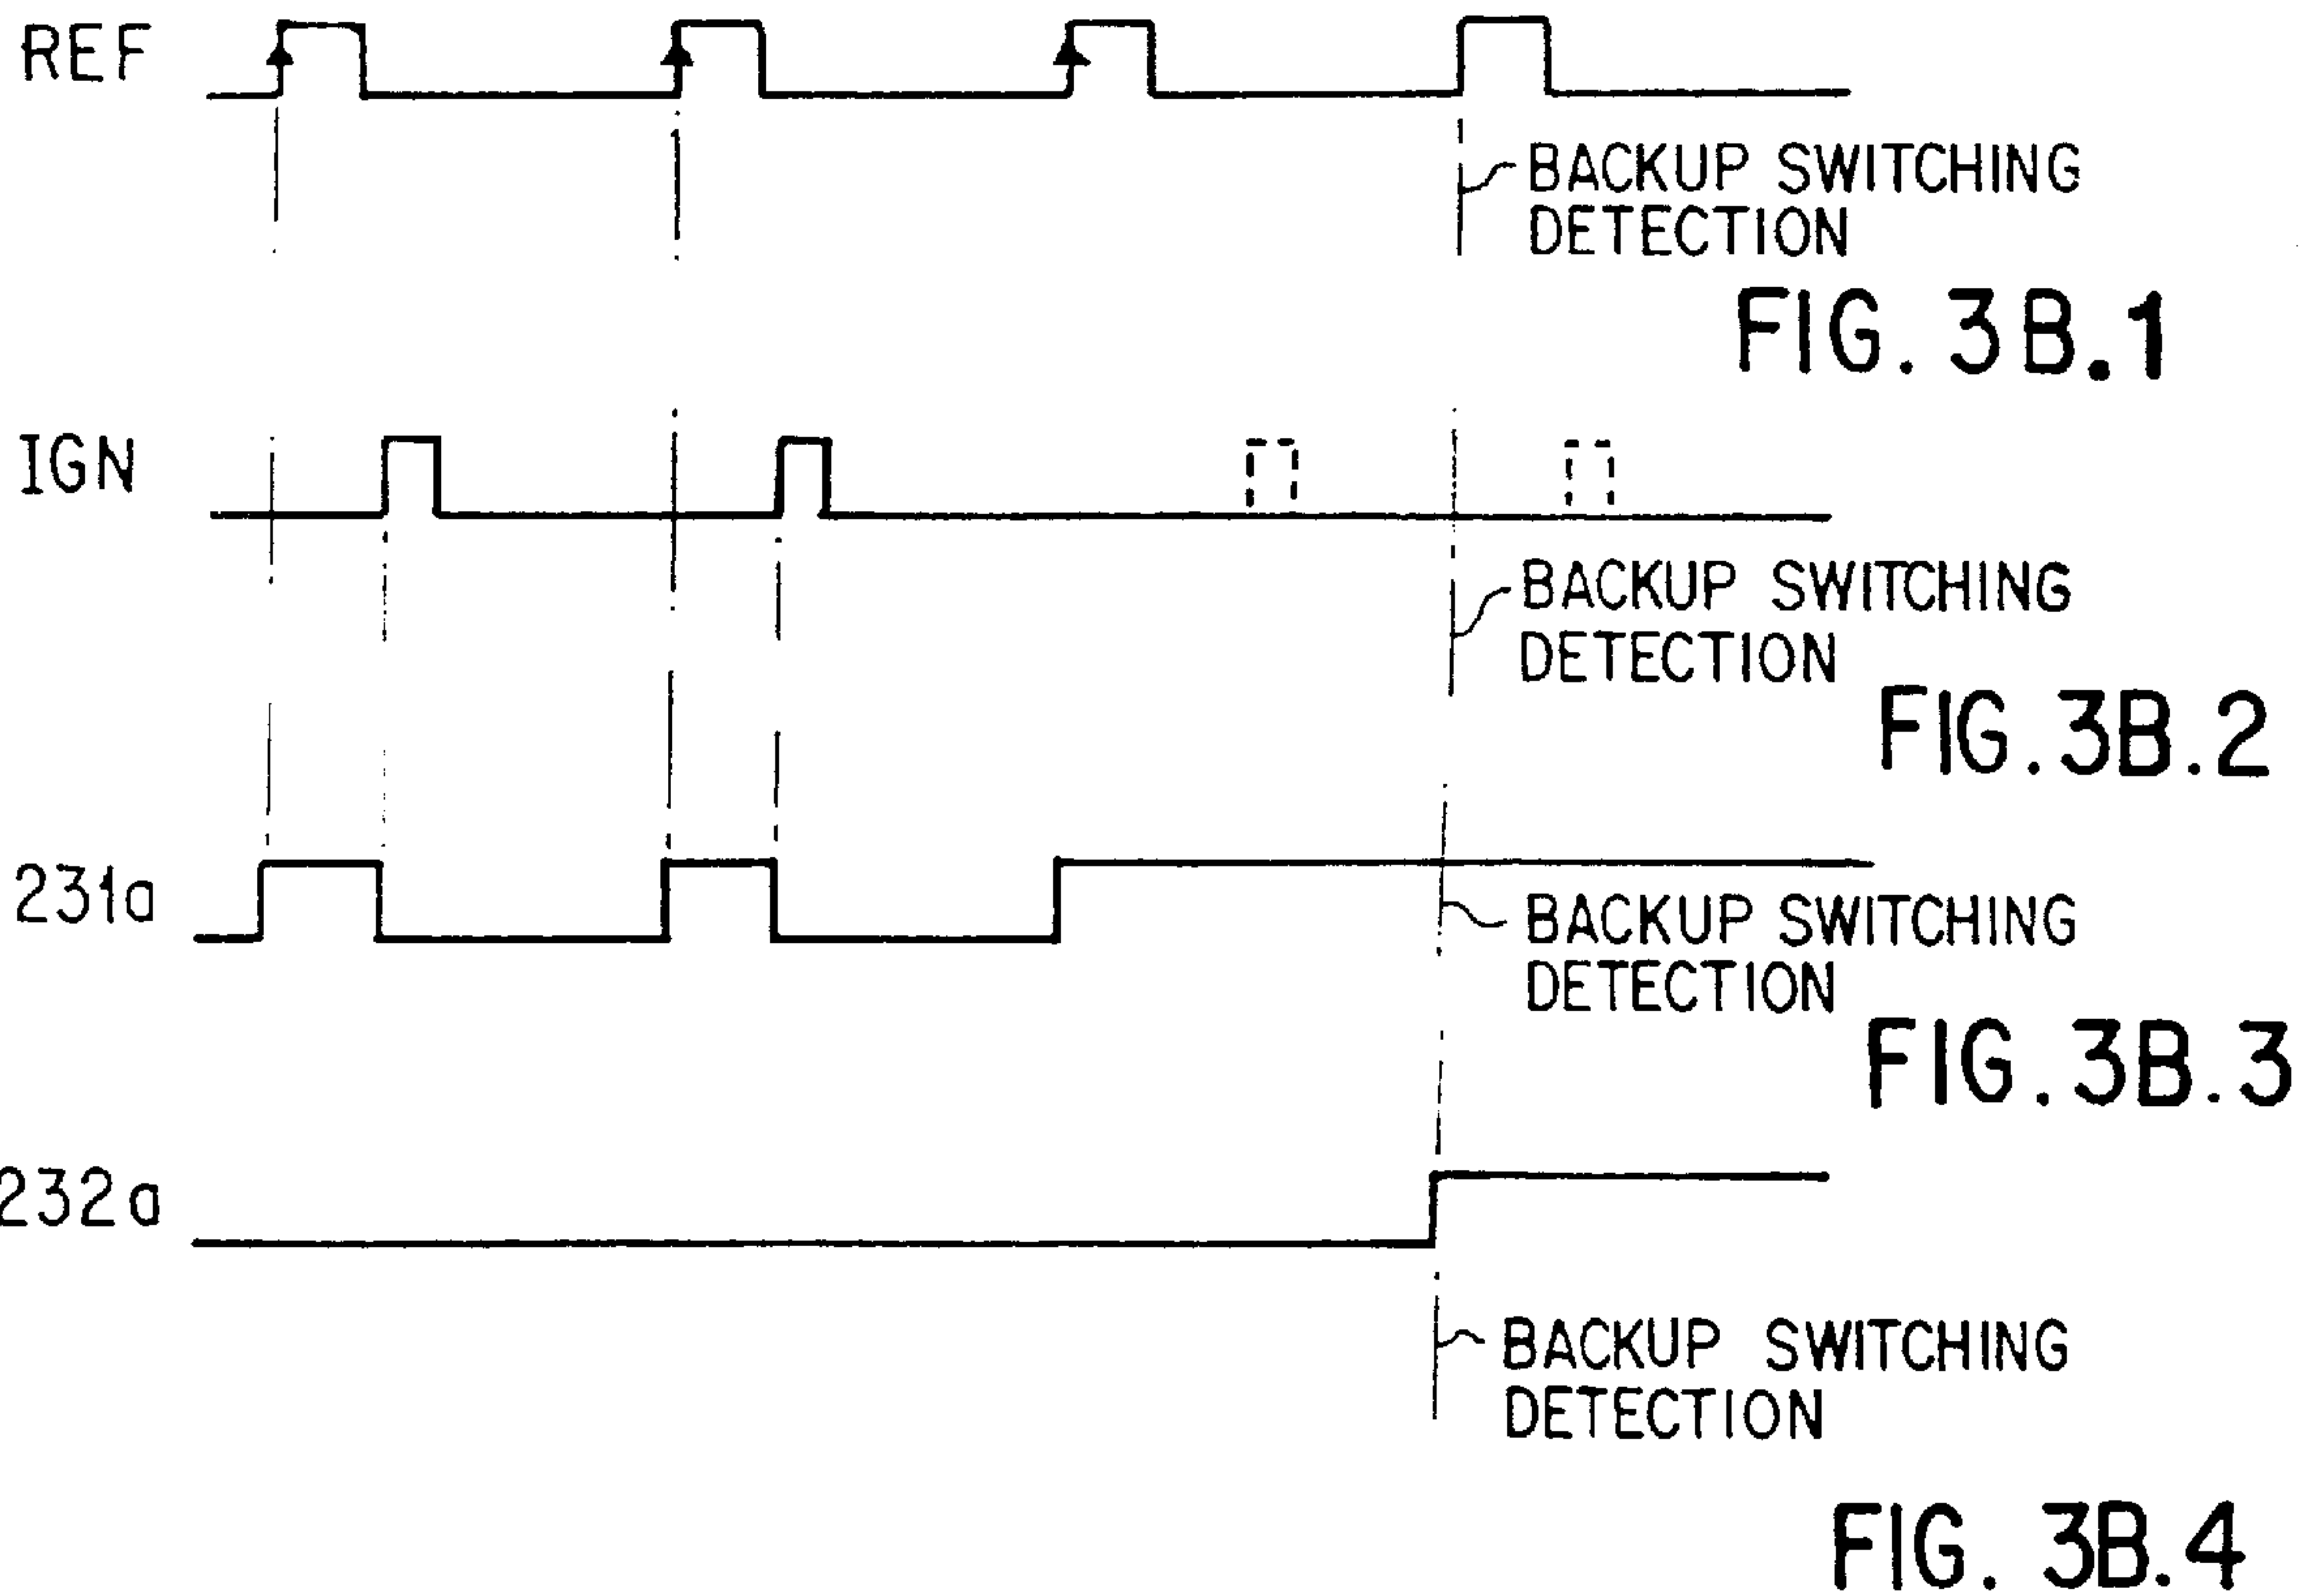 REF
BACKUP SWITCHING
DETECTION
FIG. 3B.1
IGN
BACKUP SWITCHING
DETECTION
FIG. 3B.2
231a
BACKUP SWITCHING
DETECTION
FIG. 3B.3
232a
BACKUP SWITCHING
DETECTION
FIG. 3B.4